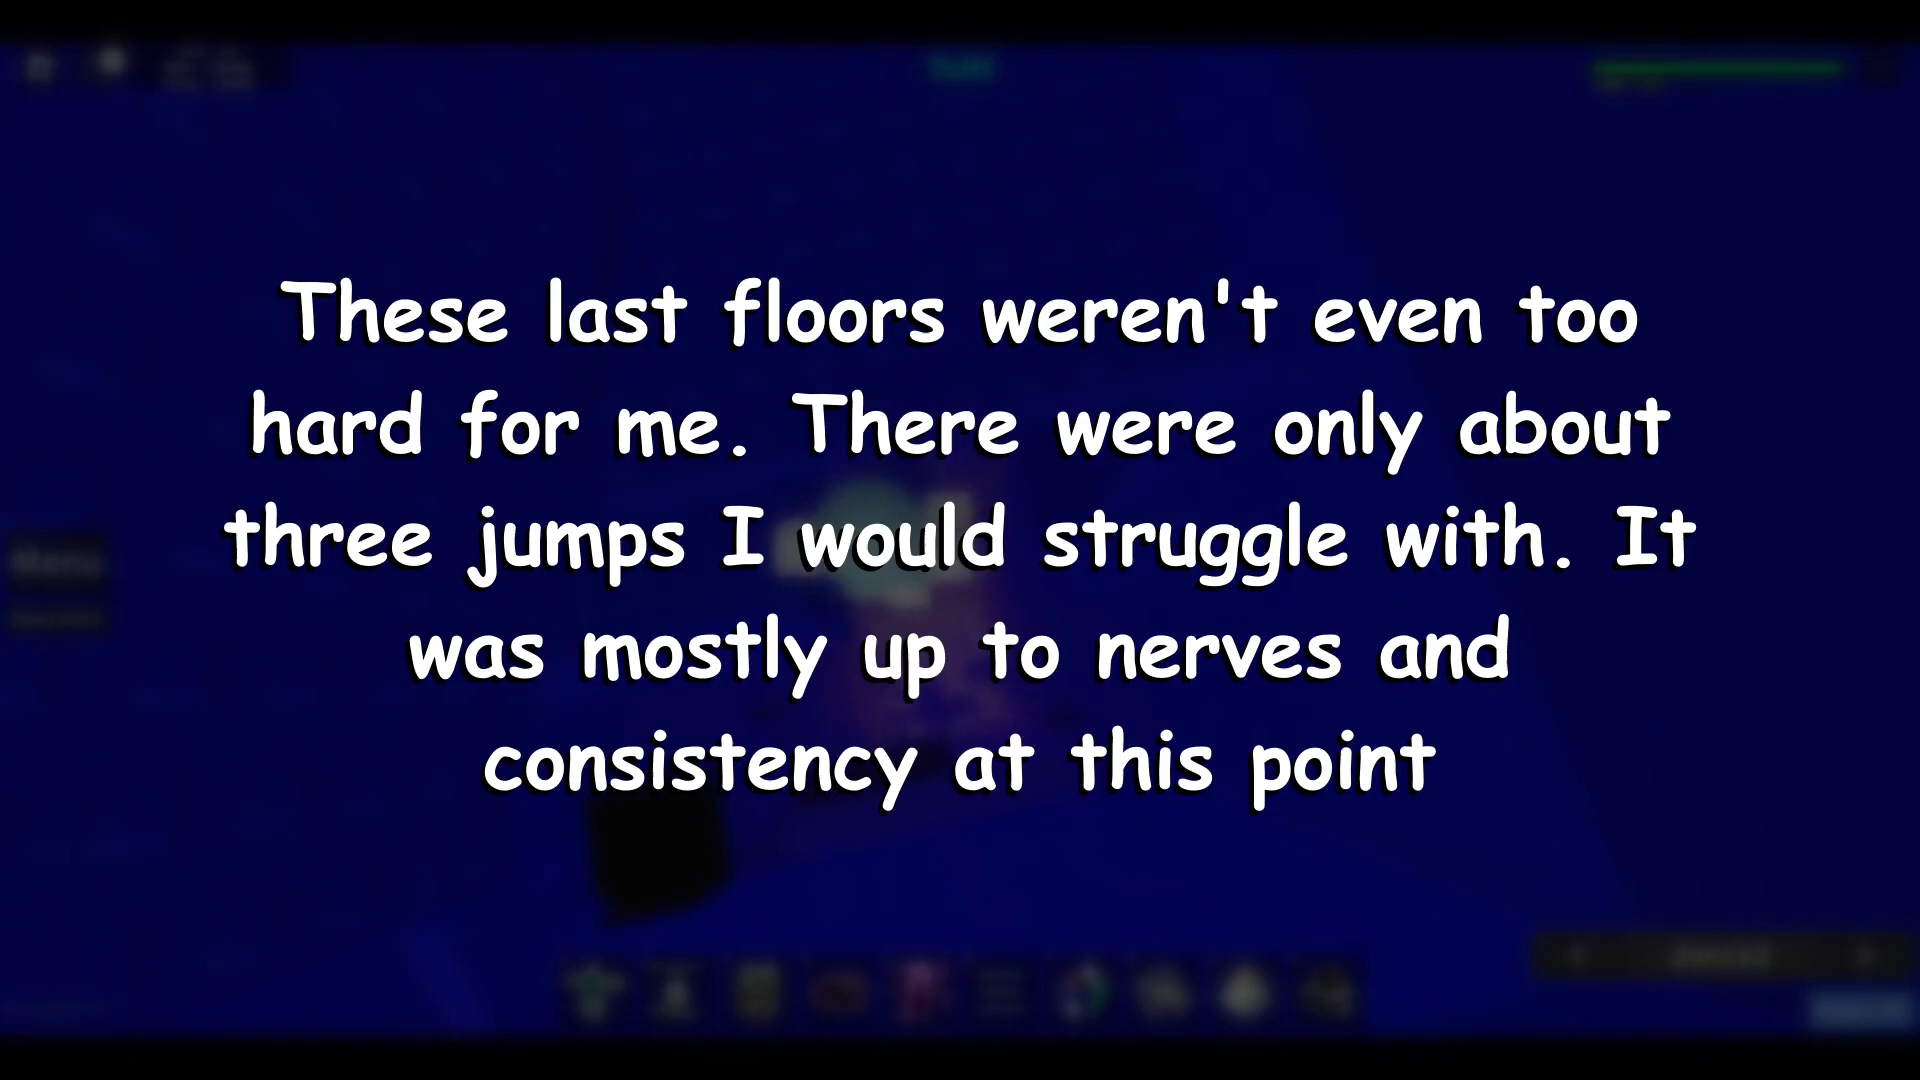 These last floors weren't even too
hard for me. There were only about
three jumps I would struggle with. It
was mostly up to nerves and
consistency at this point
Menu